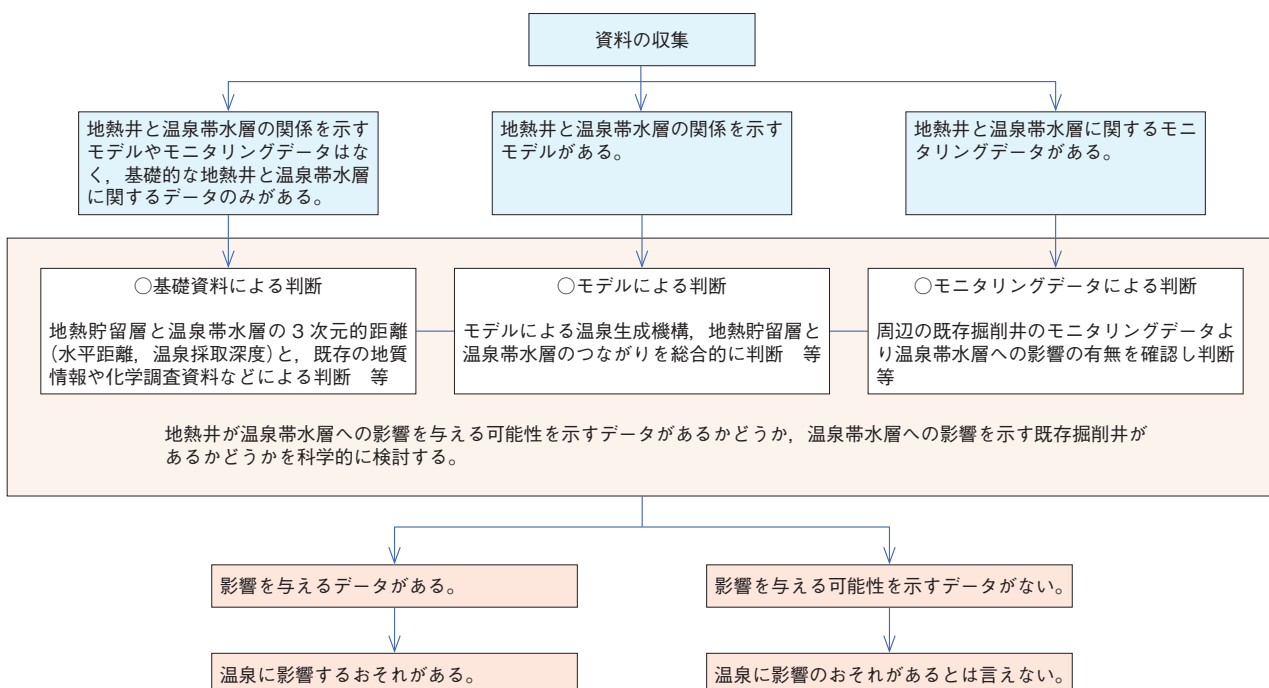 資料の収集
地熱井と温泉帯水層の関係を示す
モデルやモニタリングデータはな
く，基礎的な地熱井と温泉帯水層
に関するデータのみがある。
地熱井と温泉帯水層の関係を示す
モデルがある。
地熱井と温泉帯水層に関するモニ
タリングデータがある。
○基礎資料による判断
地熱貯留層と温泉帯水層の3次元的距離
(水平距離，温泉採取深度)と，既存の地質
情報や化学調査資料などによる判断　等
○モデルによる判断
モデルによる温泉生成機構，地熱貯留層と
温泉帯水層のつながりを総合的に判断　等
○モニタリングデータによる判断
周辺の既存掘削井のモニタリングデータよ
り温泉帯水層への影響の有無を確認し判断
等
地熱井が温泉帯水層への影響を与える可能性を示すデータがあるかどうか，温泉帯水層への影響を示す既存掘削井が
あるかどうかを科学的に検討する。
影響を与えるデータがある。
影響を与える可能性を示すデータがない。
温泉に影響するおそれがある。
温泉に影響のおそれがあるとは言えない。